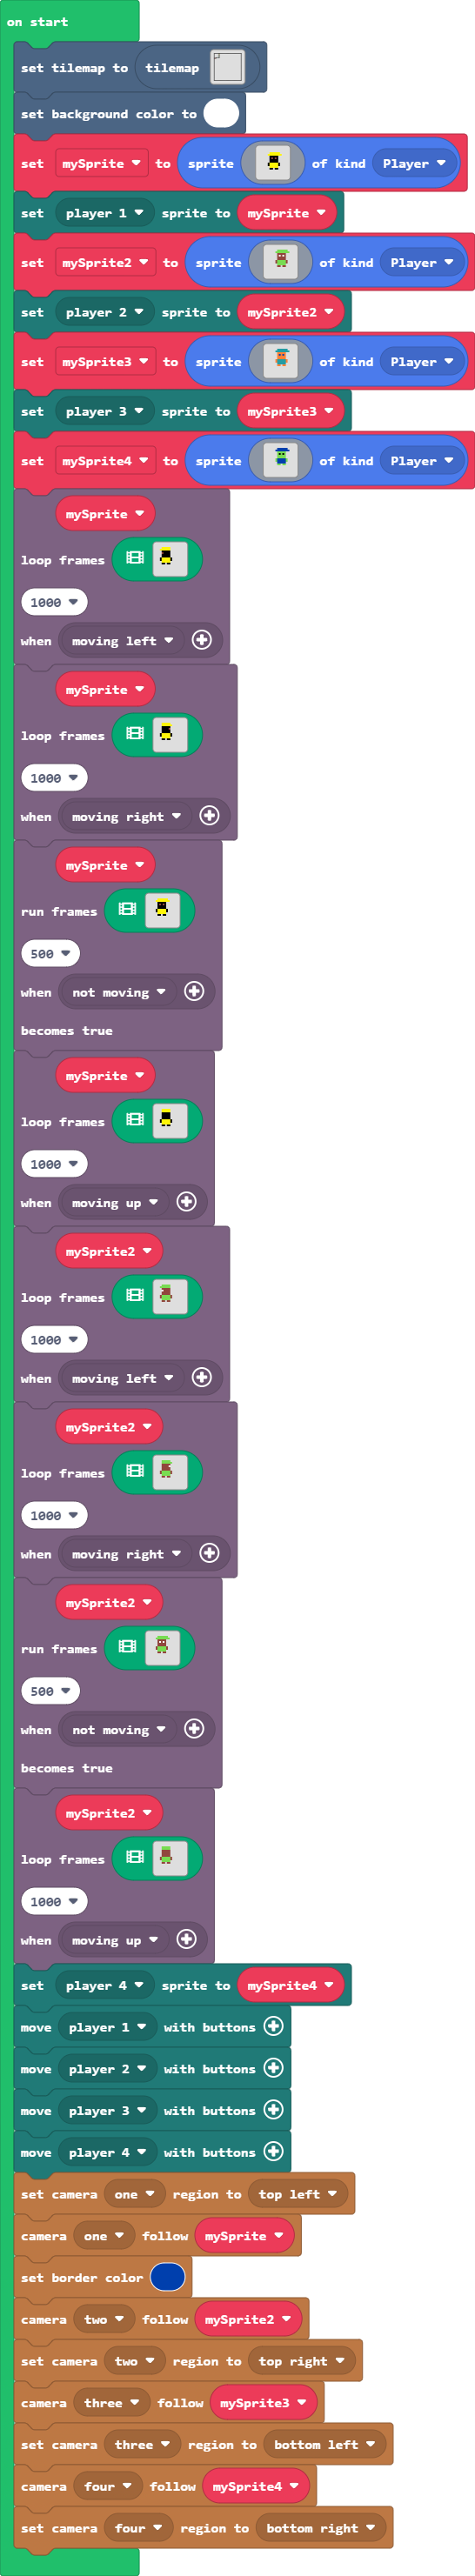 on start
set tilemap to tilemap
set background color to
set mySprite to sprite of kind Player
set player 1 sprite to mySprite
set mySprite2 to sprite of kind Player
set player 2 sprite to mySprite2
set mySprite3 to sprite of kind Player
set player 3 sprite to mySprite3
set mySprite4 to sprite of kind Player
mySprite
loop frames
1000
when moving left
mySprite
loop frames
1000
when moving right
mySprite
run frames
500
when not moving
becomes true
mySprite
loop frames
1000
when moving up
mySprite2
loop frames
1000
when moving left
mySprite2
loop frames
1000
when moving right
mySprite2
run frames
500
when not moving
becomes true
mySprite2
loop frames
1000
when moving up
set player 4 sprite to mySprite4
move player 1 with buttons
move player 2 with buttons
move player 3 with buttons
move player 4 with buttons
set camera one region to top left
camera one follow mySprite
set border color
camera two follow mySprite2
set camera two region to top right
camera three follow mySprite3
set camera three region to bottom left
camera four follow mySprite4
set camera four region to bottom right